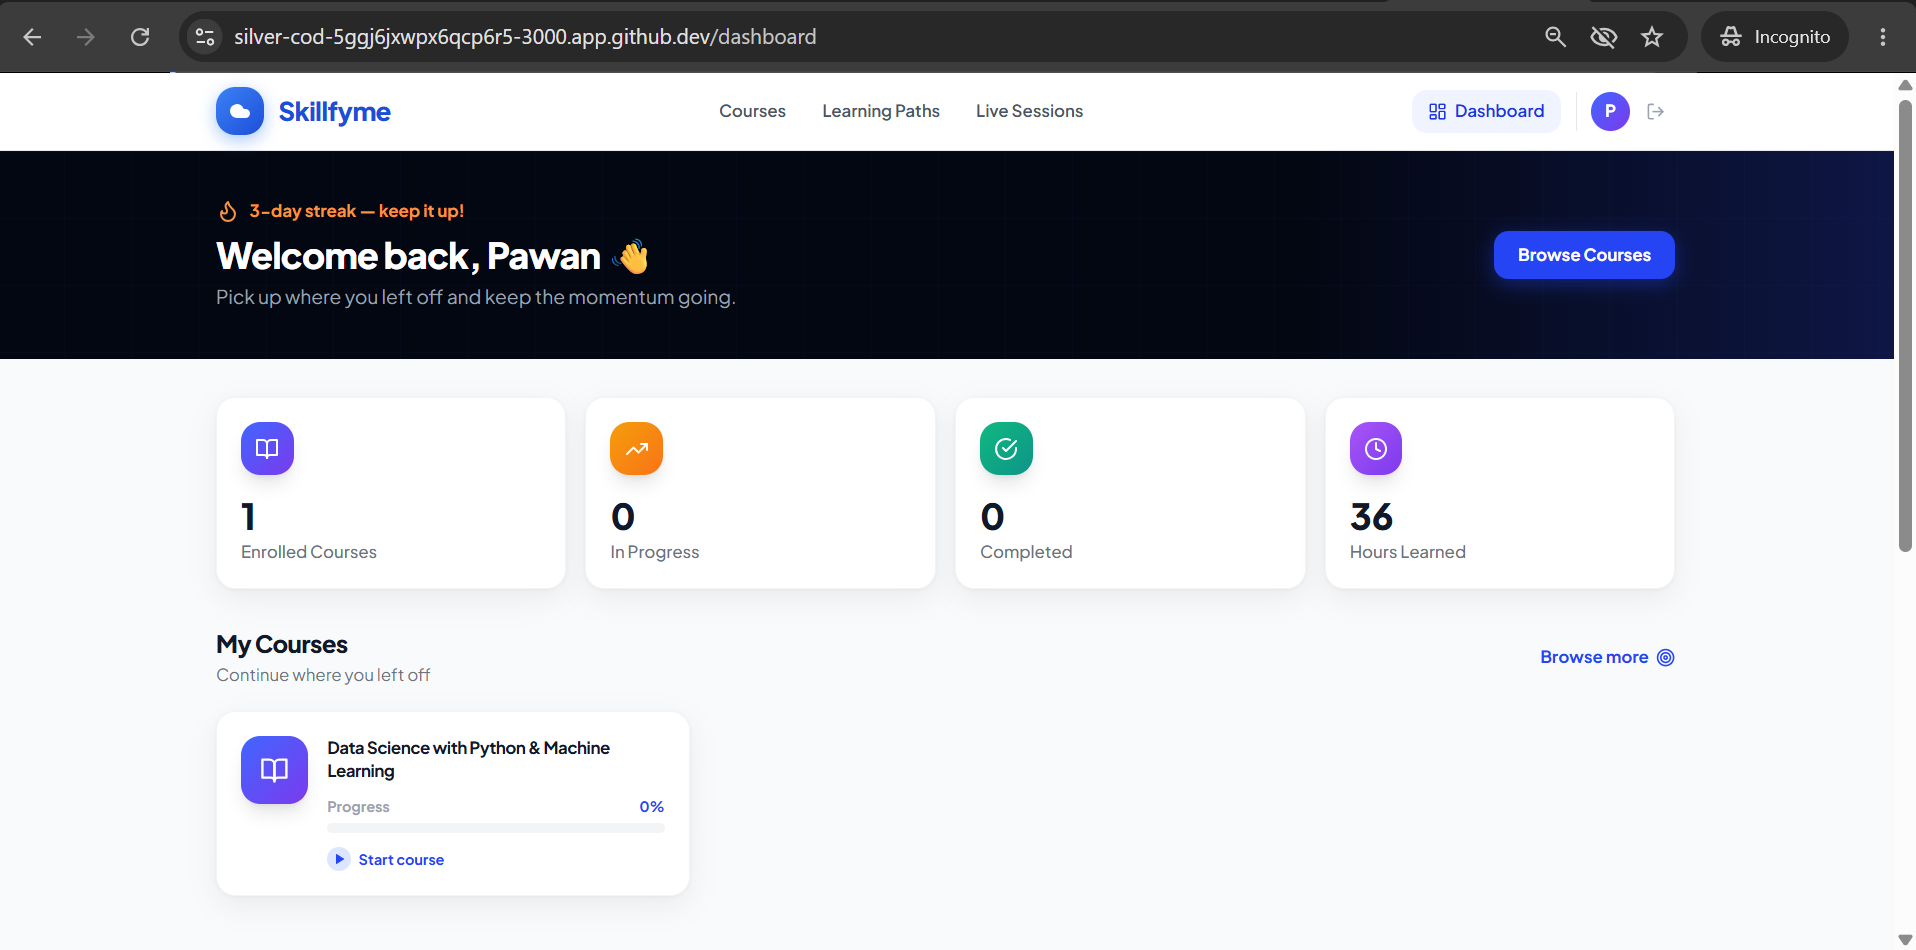 silver-cod-5ggj6jxwpx6qcp6r5-3000.app.github.dev/dashboard
Incognito
Skillfyme
Courses
Learning Paths
Live Sessions
Dashboard
P
3-day streak — keep it up!
Welcome back, Pawan 👋
Pick up where you left off and keep the momentum going.
Browse Courses
1
Enrolled Courses
0
In Progress
0
Completed
36
Hours Learned
My Courses
Continue where you left off
Browse more
Data Science with Python & Machine
Learning
Progress
0%
Start course